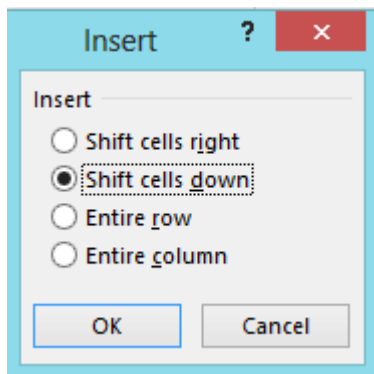 Insert ?
Insert
Shift cells right
Shift cells down
Entire row
Entire column
OK Cancel